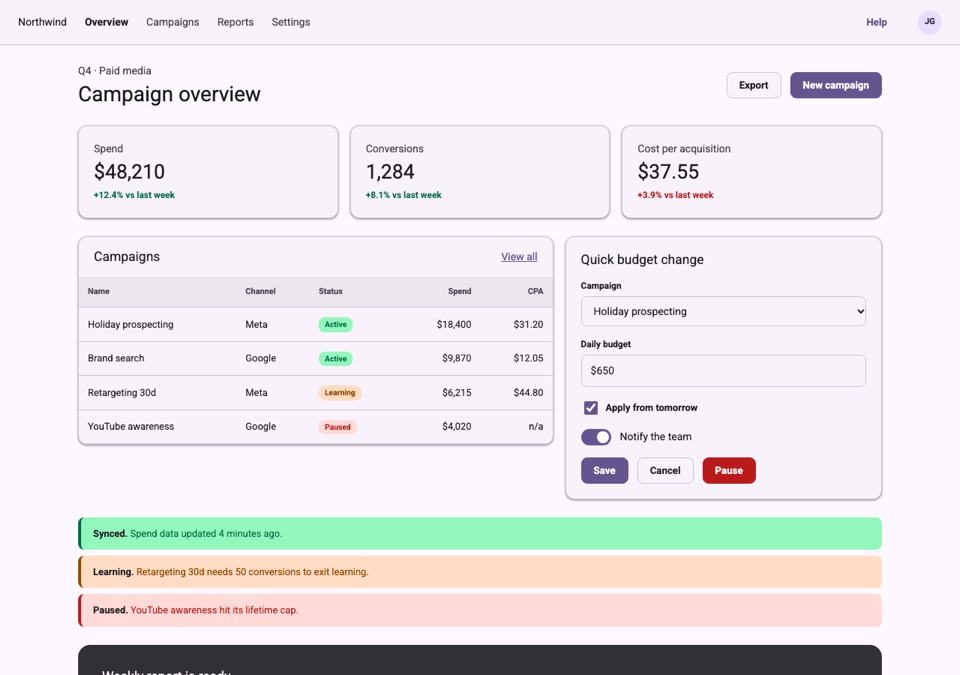 Northwind Overview Campaigns Reports Settings Help JG
Q4 · Paid media
Campaign overview
Export New campaign
Spend
$48,210
+12.4% vs last week
Conversions
1,284
+8.1% vs last week
Cost per acquisition
$37.55
+3.9% vs last week
Campaigns View all
Name Channel Status Spend CPA
Holiday prospecting Meta Active $18,400 $31.20
Brand search Google Active $9,870 $12.05
Retargeting 30d Meta Learning $6,215 $44.80
YouTube awareness Google Paused $4,020 n/a
Quick budget change
Campaign
Holiday prospecting
Daily budget
$650
Apply from tomorrow
Notify the team
Save Cancel Pause
Synced. Spend data updated 4 minutes ago.
Learning. Retargeting 30d needs 50 conversions to exit learning.
Paused. YouTube awareness hit its lifetime cap.
Weekly report is ready